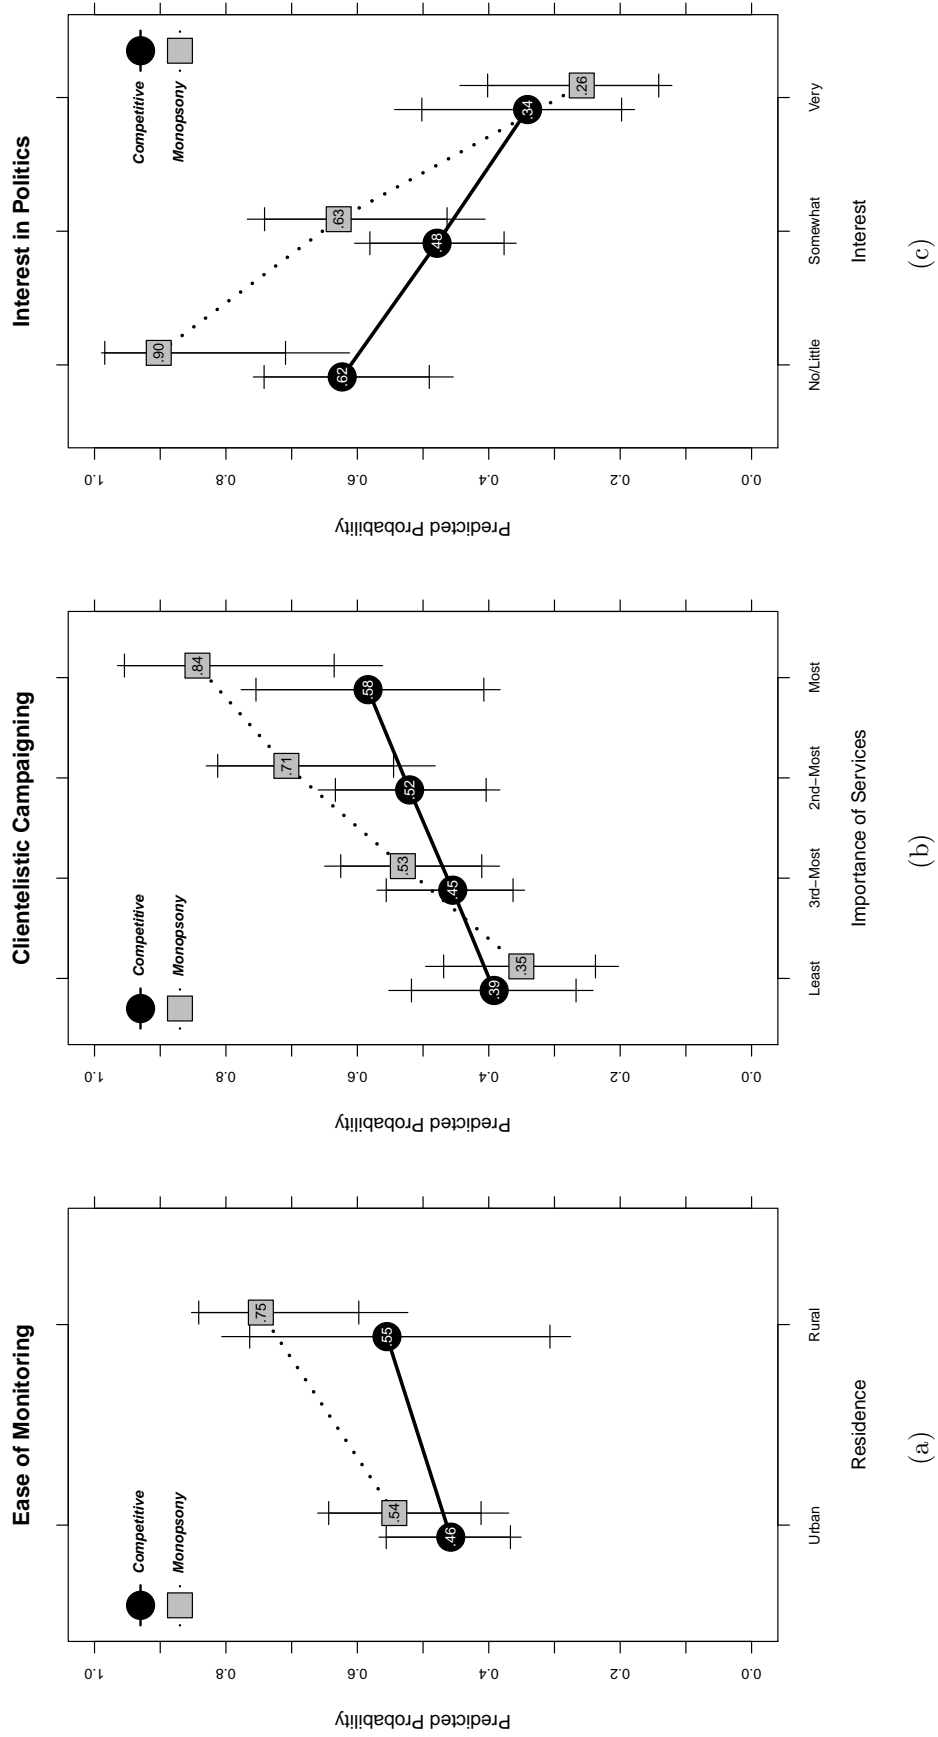 Ease of Monitoring
Competitive
Monopsony
Predicted Probability
1.0
0.8
0.6
0.4
0.2
0.0
.46
.54
.55
.75
Urban
Rural
Residence
(a)
Clientelistic Campaigning
Competitive
Monopsony
Predicted Probability
1.0
0.8
0.6
0.4
0.2
0.0
.39
.35
.45
.53
.52
.71
.58
.84
Least
3rd−Most
2nd−Most
Most
Importance of Services
(b)
Interest in Politics
Competitive
Monopsony
Predicted Probability
1.0
0.8
0.6
0.4
0.2
0.0
.62
.90
.48
.63
.34
.26
No/Little
Somewhat
Very
Interest
(c)